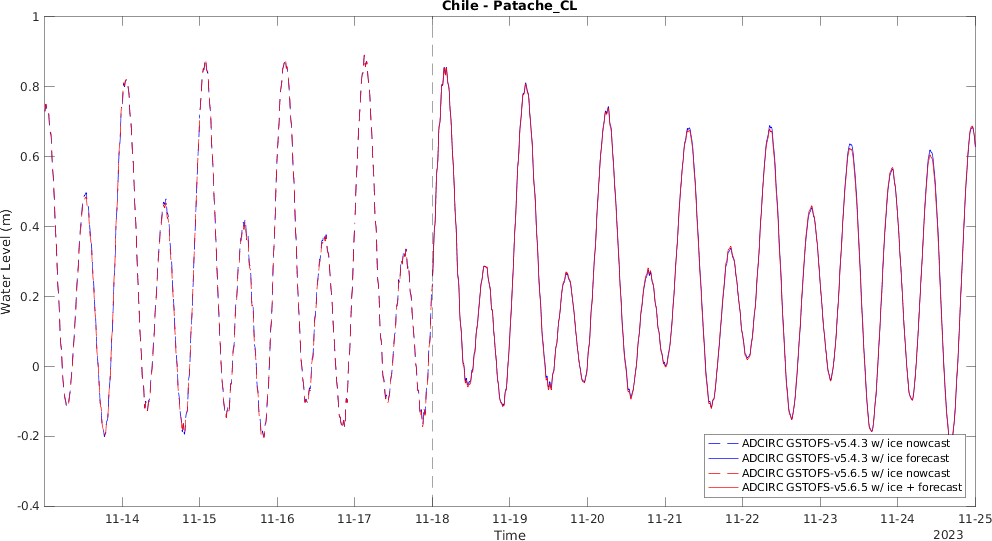 Chile - Patache_CL
1
0.8
0.6
0.4
0.2
0
-0.2
-0.4
Water Level (m)
ADCIRC GSTOFS-v5.4.3 w/ ice nowcast
ADCIRC GSTOFS-v5.4.3 w/ ice forecast
ADCIRC GSTOFS-v5.6.5 w/ ice nowcast
ADCIRC GSTOFS-v5.6.5 w/ ice + forecast
11-14 11-15 11-16 11-17 11-18 11-19 11-20 11-21 11-22 11-23 11-24 11-25
Time
2023